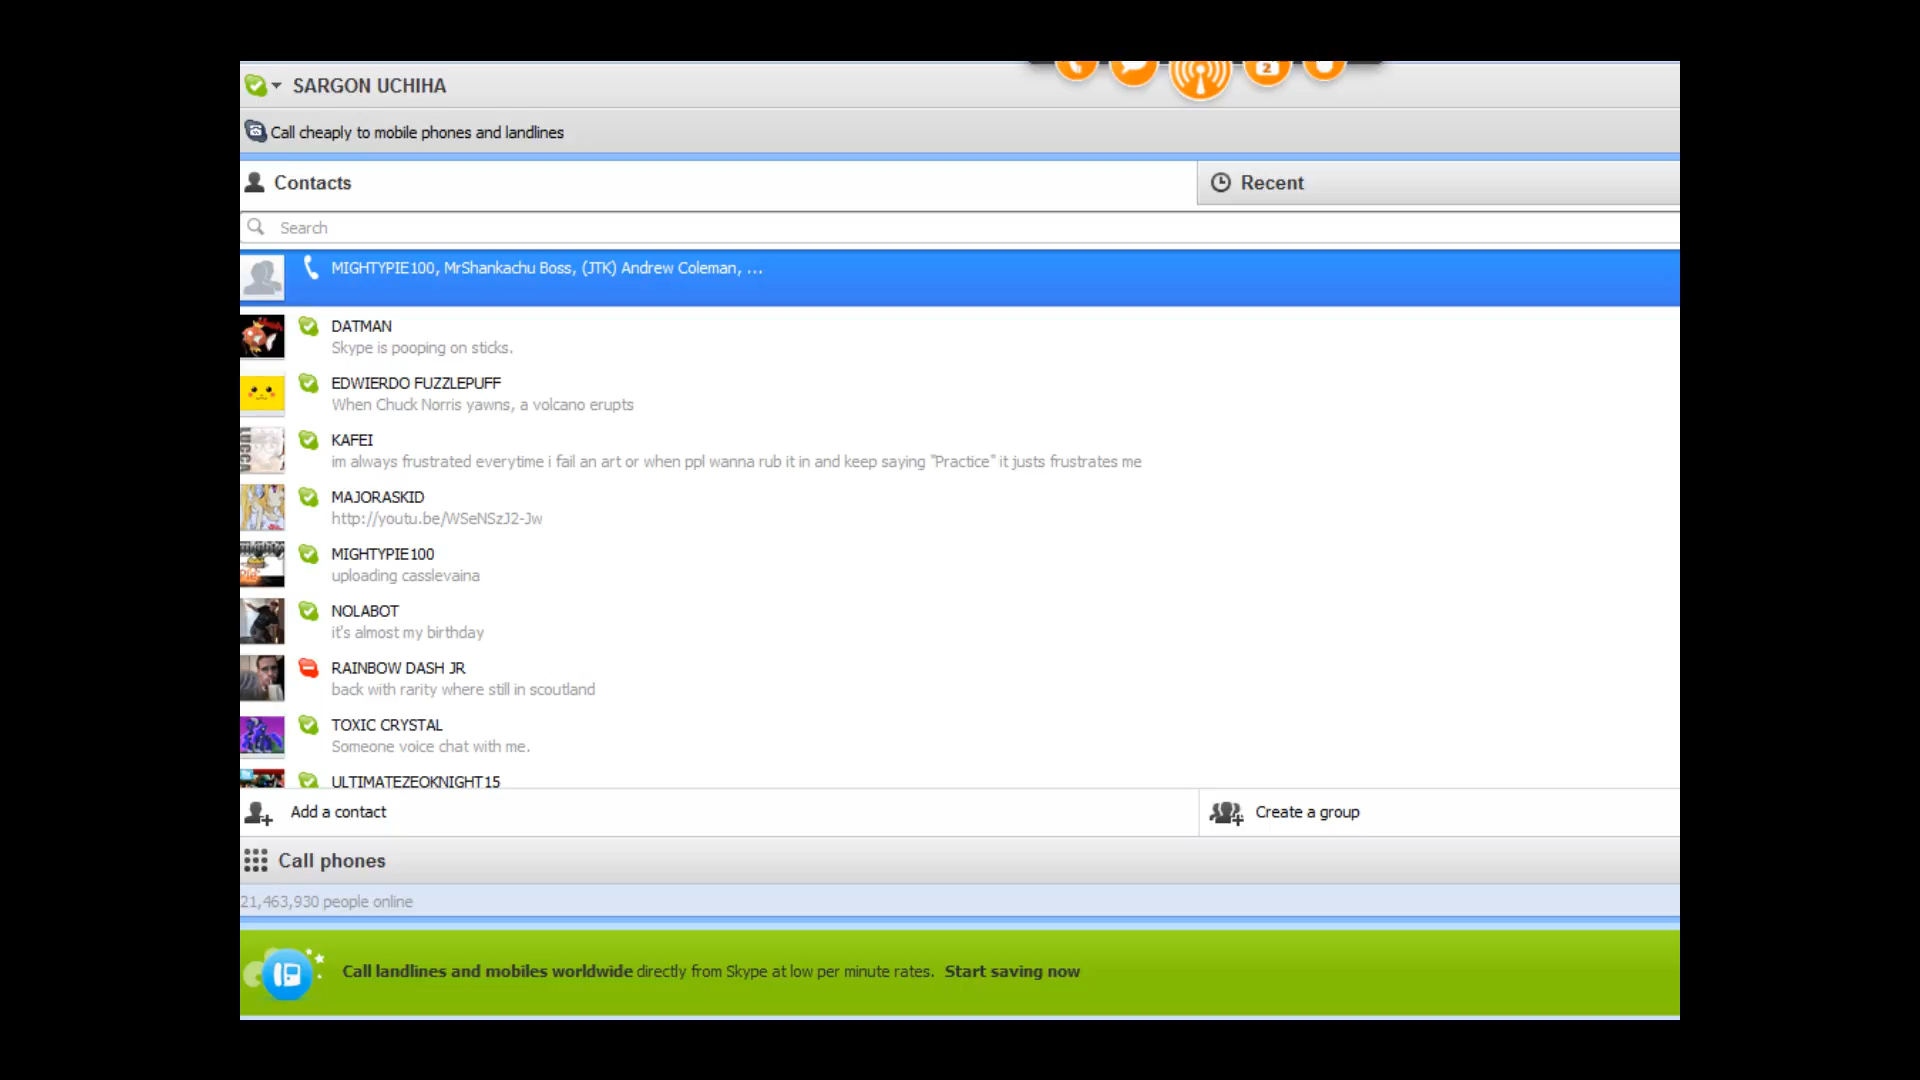 2
SARGON UCHIHA
Call cheaply to mobile phones and landlines
Contacts
Recent
Search
MIGHTYPIE100, MrShankachu Boss, (JTK) Andrew Coleman, ...
DATMAN
Skype is pooping on sticks.
EDWIERDO FUZZLEPUFF
When Chuck Norris yawns, a volcano erupts
KAFEI
im always frustrated everytime i fail an art or when ppl wanna rub it in and keep saying "Practice" it justs frustrates me
MAJORASKID
http://youtu.be/WSeNSzJ2-Jw
MIGHTYPIE100
uploading casslevaina
NOLABOT
it's almost my birthday
RAINBOW DASH JR
back with rarity where still in scoutland
TOXIC CRYSTAL
Someone voice chat with me.
ULTIMATEZEOKNIGHT15
Add a contact
Create a group
Call phones
21,463,930 people online
Call landlines and mobiles worldwide directly from Skype at low per minute rates. Start saving now